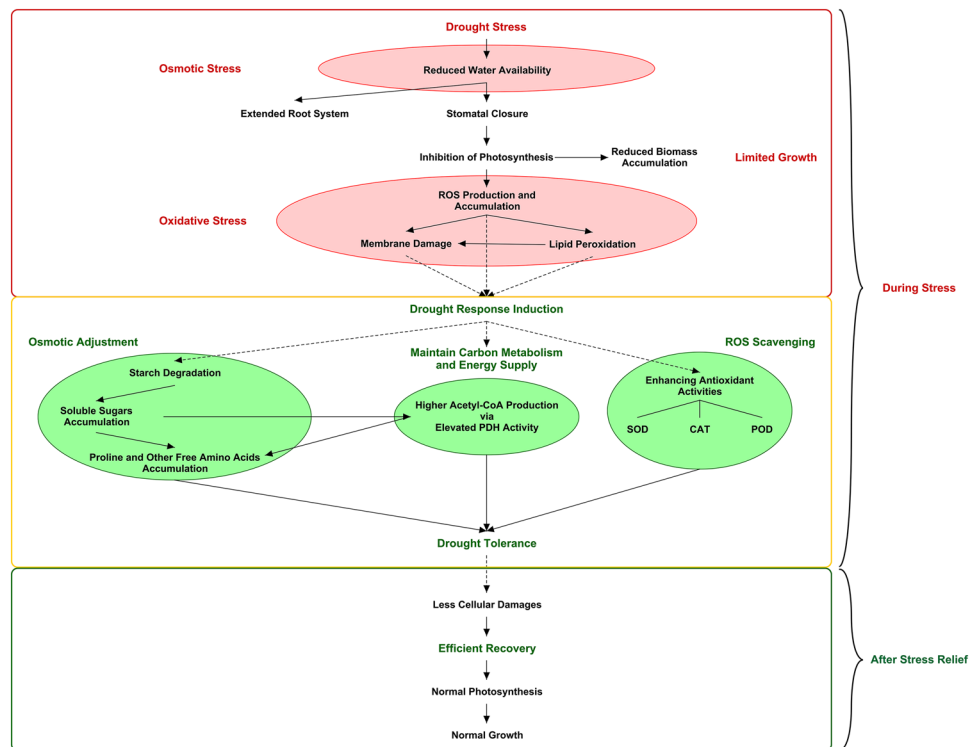 Drought Stress
Osmotic Stress
Reduced Water Availability
Extended Root System
Stomatal Closure
Inhibition of Photosynthesis
Reduced Biomass
Accumulation
Limited Growth
ROS Production and
Accumulation
Oxidative Stress
Membrane Damage
Lipid Peroxidation
During Stress
Drought Response Induction
Osmotic Adjustment
Maintain Carbon Metabolism
and Energy Supply
ROS Scavenging
Starch Degradation
Soluble Sugars
Accumulation
Proline and Other Free Amino Acids
Accumulation
Higher Acetyl-CoA Production
via
Elevated PDH Activity
Enhancing Antioxidant
Activities
SOD
CAT
POD
Drought Tolerance
Less Cellular Damages
Efficient Recovery
After Stress Relief
Normal Photosynthesis
Normal Growth